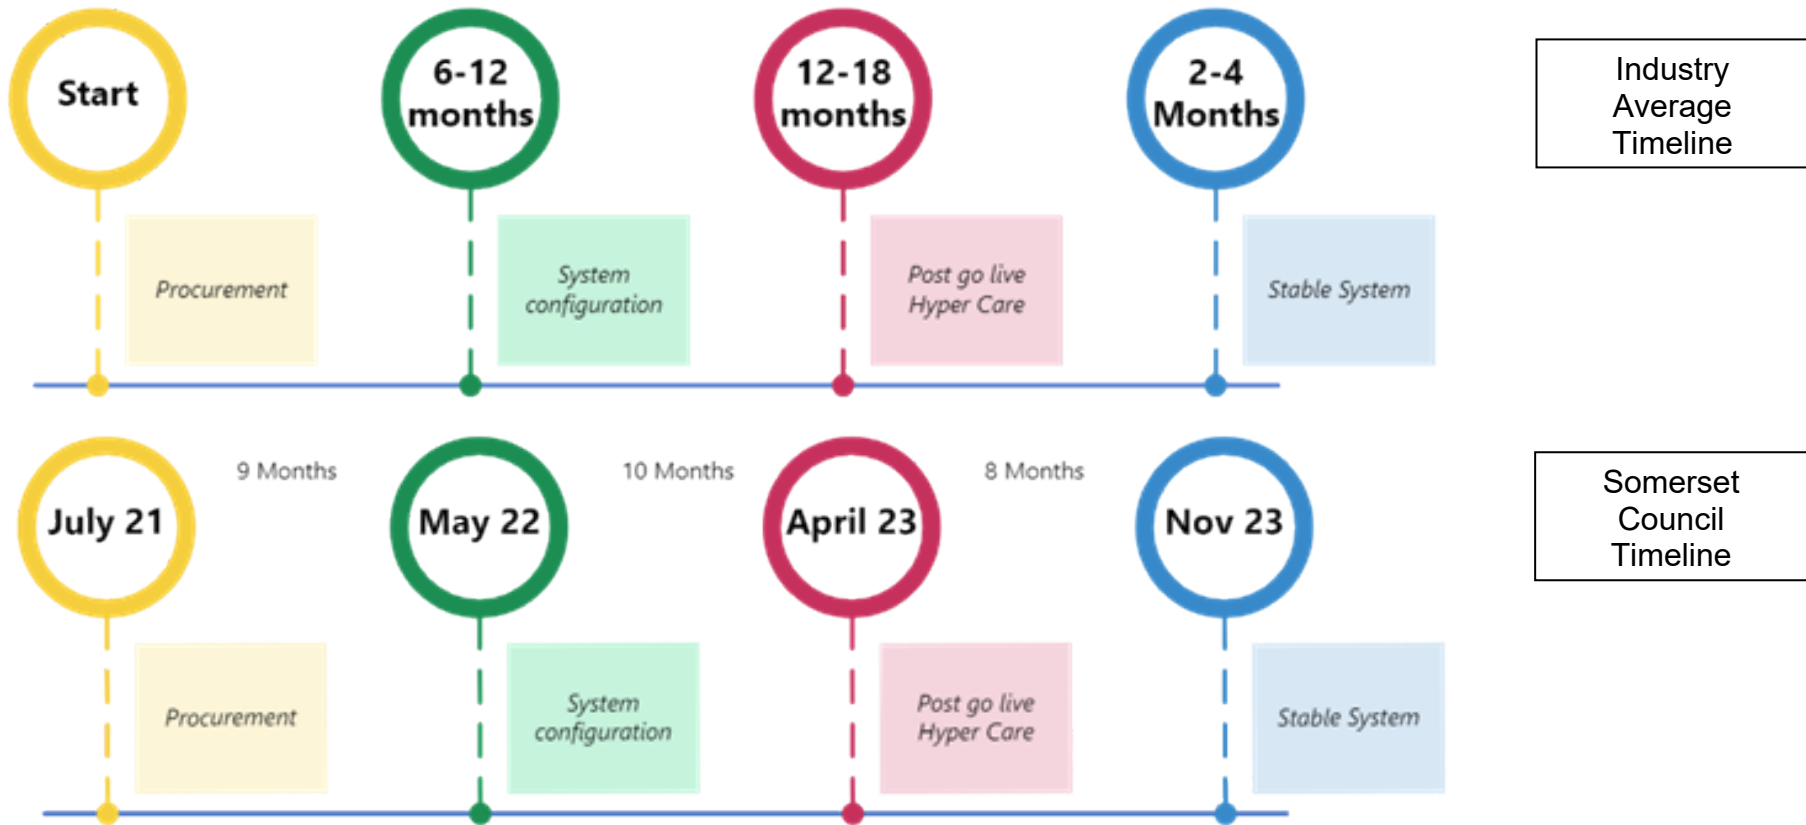 Start
6-12
months
12-18
months
2-4
Months
Industry
Average
Timeline
Procurement
System
configuration
Post go live
Hyper Care
Stable System
9 Months
10 Months
8 Months
July 21
May 22
April 23
Nov 23
Somerset
Council
Timeline
Procurement
System
configuration
Post go live
Hyper Care
Stable System